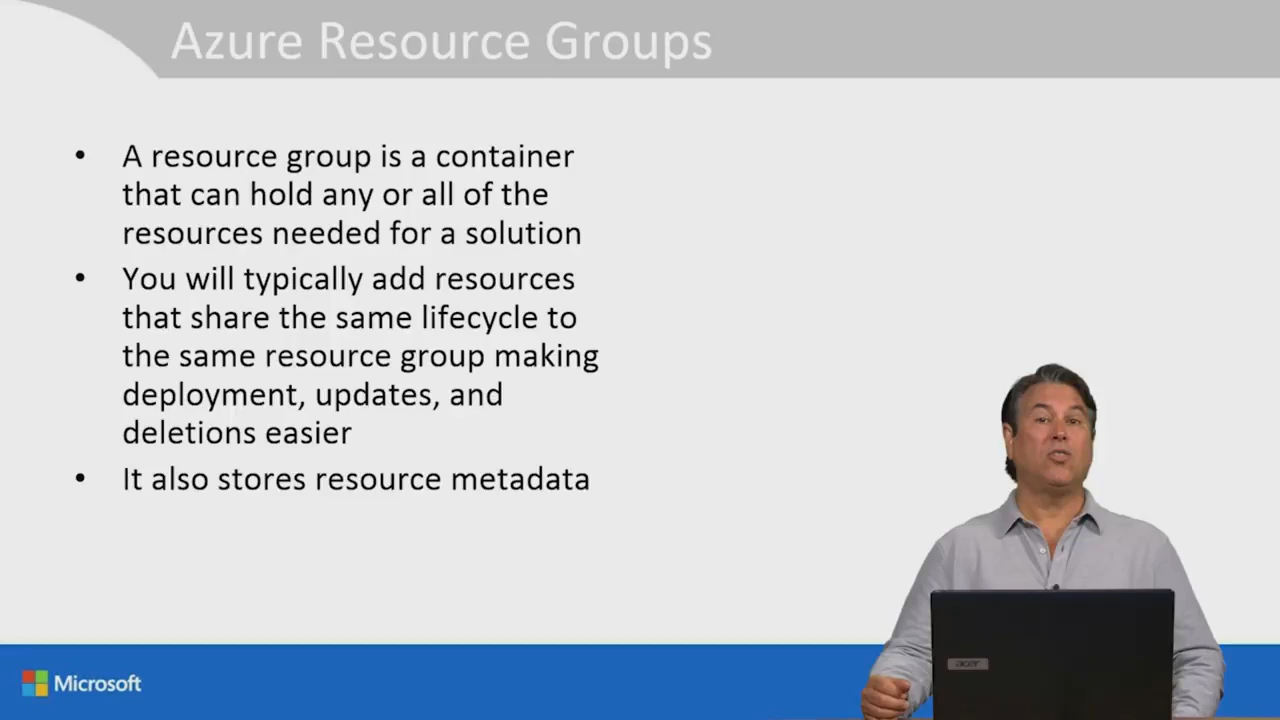 Azure Resource Groups
• A resource group is a container
that can hold any or all of the
resources needed for a solution
• You will typically add resources
that share the same lifecycle to
the same resource group making
deployment, updates, and
deletions easier
• It also stores resource metadata
acer
Microsoft